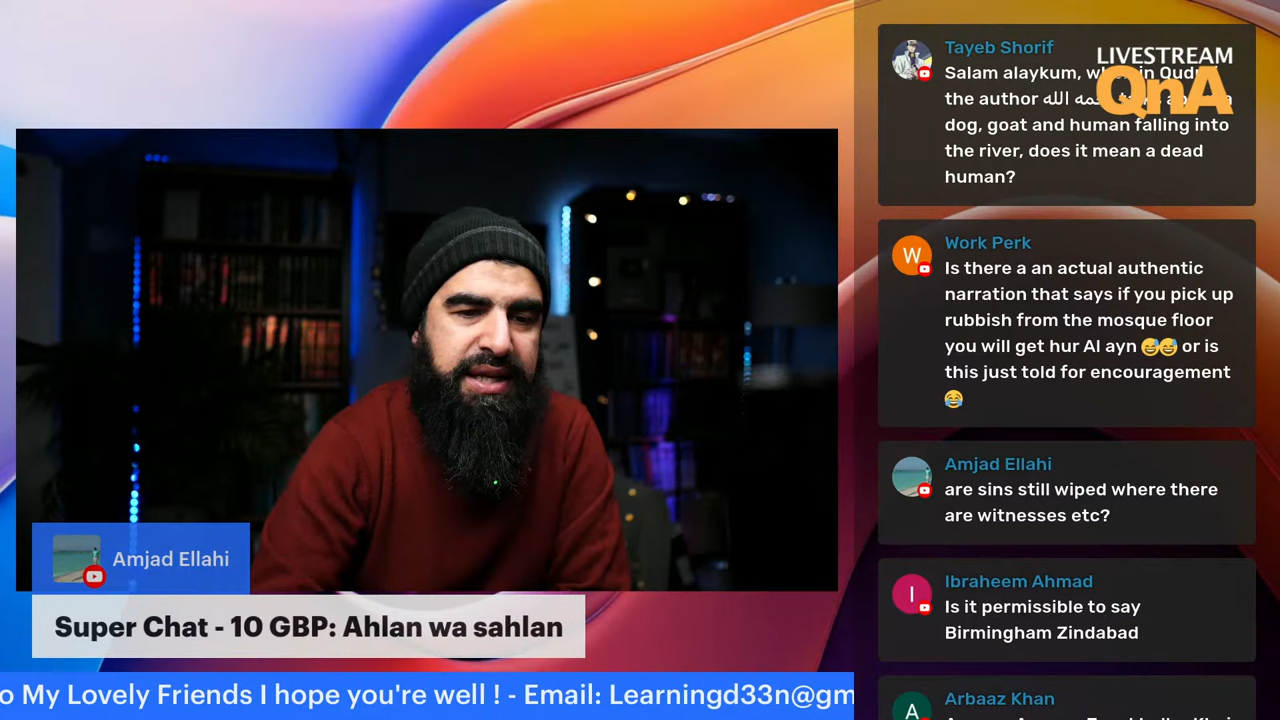 Tayeb Shorif
LIVESTREAM
QnA
Salam alaykum, in
the author الله
dog, goat and human falling into
the river, does it mean a dead
human?
W
Work Perk
Is there a an actual authentic
narration that says if you pick up
rubbish from the mosque floor
you will get hur Al ayn 😅😅 or is
this just told for encouragement
😂
Amjad Ellahi
are sins still wiped where there
are witnesses etc?
I
Ibraheem Ahmad
Is it permissible to say
Birmingham Zindabad
A
Arbaaz Khan
Amjad Ellahi
Super Chat - 10 GBP: Ahlan wa sahlan
o My Lovely Friends I hope you're well ! - Email: Learningd33n@gm